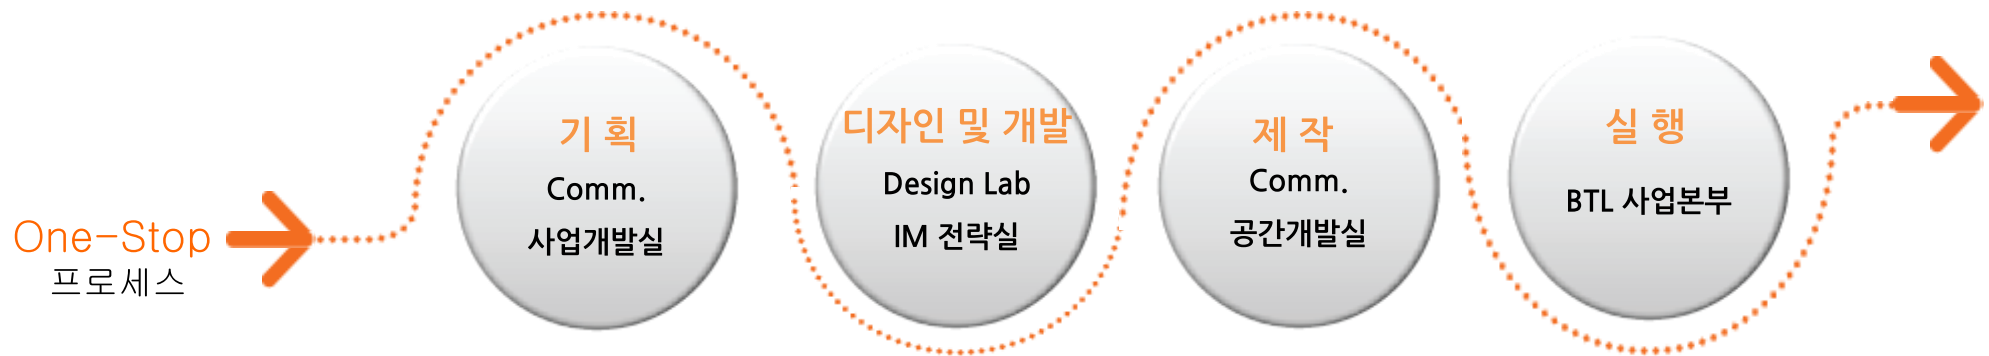 One-Stop
프로세스
기 획
Comm.
사업개발실
디자인 및 개발
Design Lab
IM 전략실
제 작
Comm.
공간개발실
실 행
BTL 사업본부